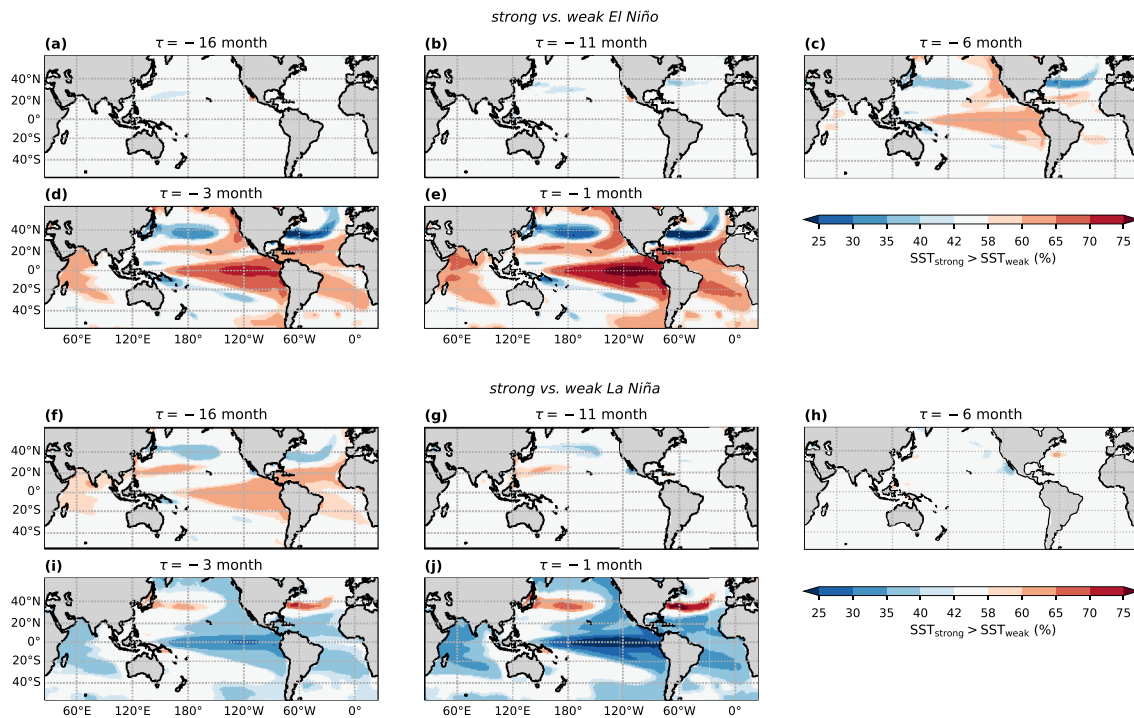 strong vs. weak El Niño
(a) τ = − 16 month
(b) τ = − 11 month
(c) τ = − 6 month
40°N
20°N
0°
20°S
40°S
40°N
20°N
0°
20°S
40°S
(d) τ = − 3 month
(e) τ = − 1 month
40°N
20°N
0°
20°S
40°S
60°E 120°E 180° 120°W 60°W 0°
60°E 120°E 180° 120°W 60°W 0°
25 30 35 40 42 58 60 65 70 75
SSTstrong > SSTweak (%)
strong vs. weak La Niña
(f) τ = − 16 month
(g) τ = − 11 month
(h) τ = − 6 month
40°N
20°N
0°
20°S
40°S
(i) τ = − 3 month
(j) τ = − 1 month
40°N
20°N
0°
20°S
40°S
60°E 120°E 180° 120°W 60°W 0°
60°E 120°E 180° 120°W 60°W 0°
25 30 35 40 42 58 60 65 70 75
SSTstrong > SSTweak (%)